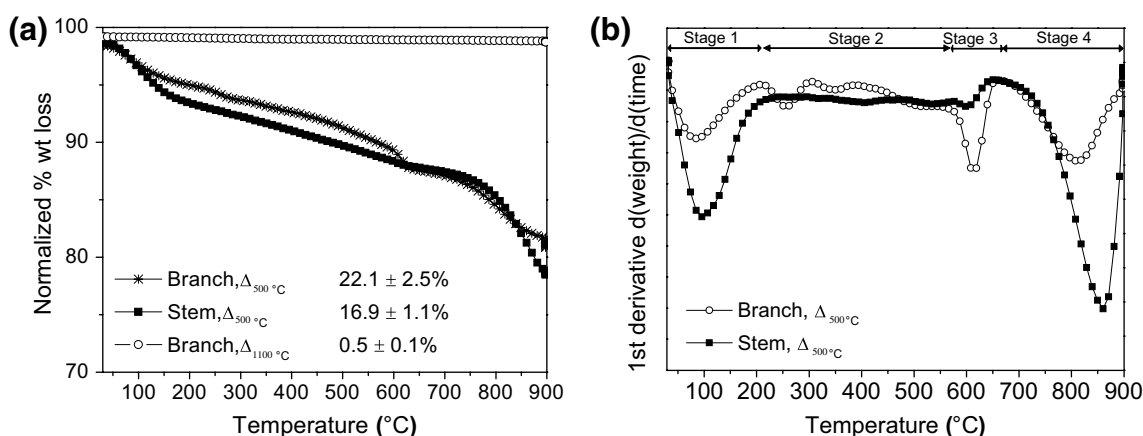 (a)
100
90
80
70
Normalized % wt loss
Branch,Δ500 °C 22.1 ± 2.5%
Stem,Δ500 °C 16.9 ± 1.1%
Branch,Δ1100 °C 0.5 ± 0.1%
100 200 300 400 500 600 700 800 900
Temperature (°C)
(b)
Stage 1 Stage 2 Stage 3 Stage 4
1st derivative d(weight)/d(time)
Branch, Δ500°C
Stem, Δ500°C
100 200 300 400 500 600 700 800 900
Temperature (°C)